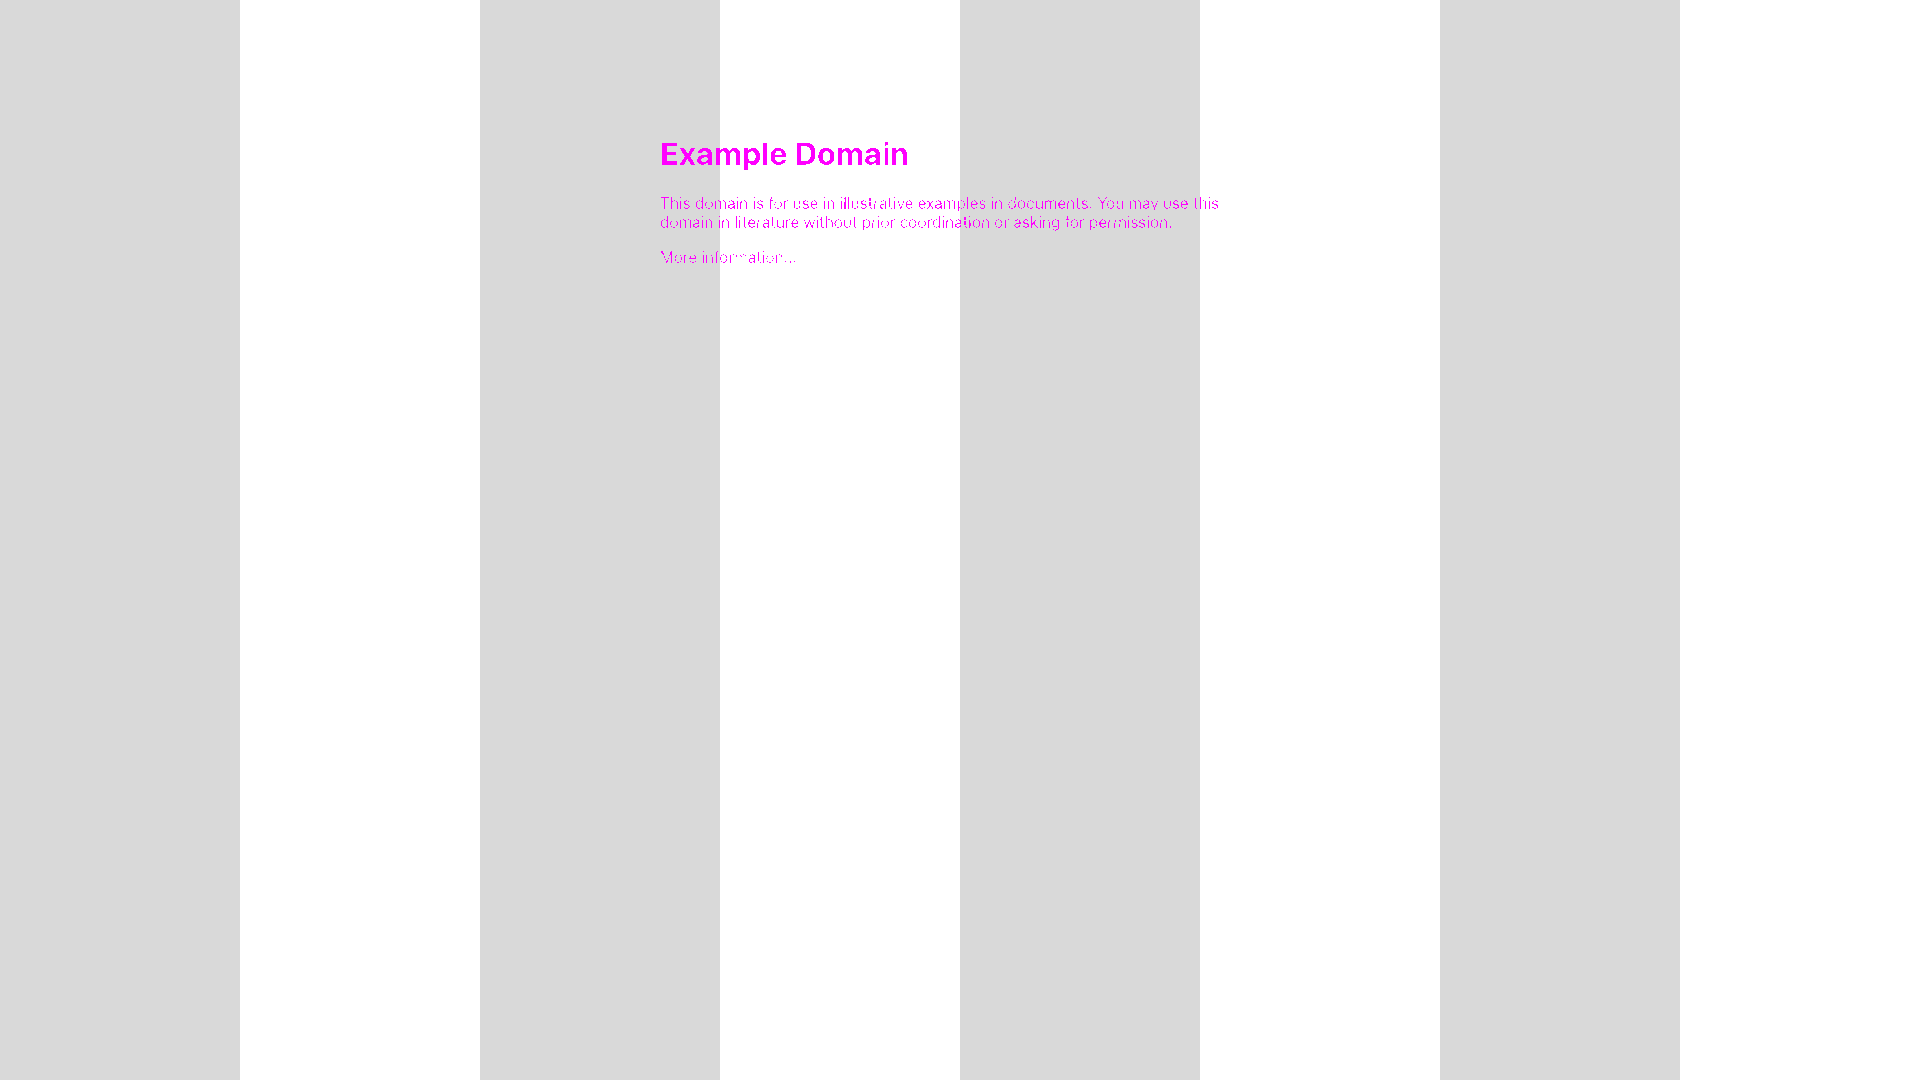 Example Domain
This domain is for use in illustrative examples in documents. You may use this
domain in literature without prior coordination or asking for permission.
More information...